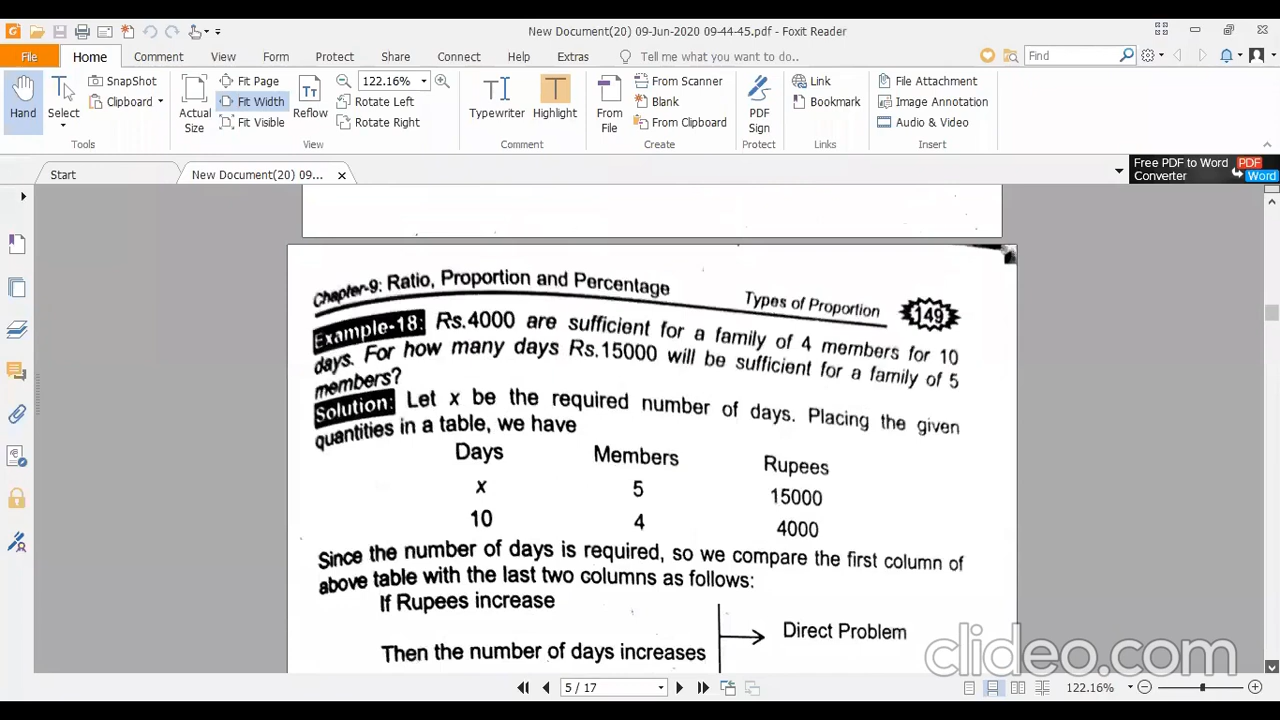 New Document(20) 09-Jun-2020 09-44-45.pdf - Foxit Reader
File Home Comment View Form Protect Share Connect Help Extras Tell me what you want to do.. Find
Hand
Select
SnapShot
Clipboard
Tools
Actual
Size
Fit Page
Fit Width
Fit Visible
Reflow
122.16%
Rotate Left
Rotate Right
View
Typewriter
Highlight
Comment
From
File
From Scanner
Blank
From Clipboard
Create
PDF
Sign
Protect
Link
Bookmark
Links
File Attachment
Image Annotation
Audio & Video
Insert
Start
New Document(20) 09...
Free PDF to Word
Converter
PDF
Word
Chapter-9: Ratio, Proportion and Percentage Types of Proportion 149
Example-18: Rs.4000 are sufficient for a family of 4 members for 10
days. For how many days Rs.15000 will be sufficient for a family of 5
members?
Solution: Let x be the required number of days. Placing the given
quantities in a table, we have
Days Members Rupees
x 5 15000
10 4 4000
Since the number of days is required, so we compare the first column of
above table with the last two columns as follows:
If Rupees increase
Direct Problem
Then the number of days increases
clideo.com
5 / 17
122.16%